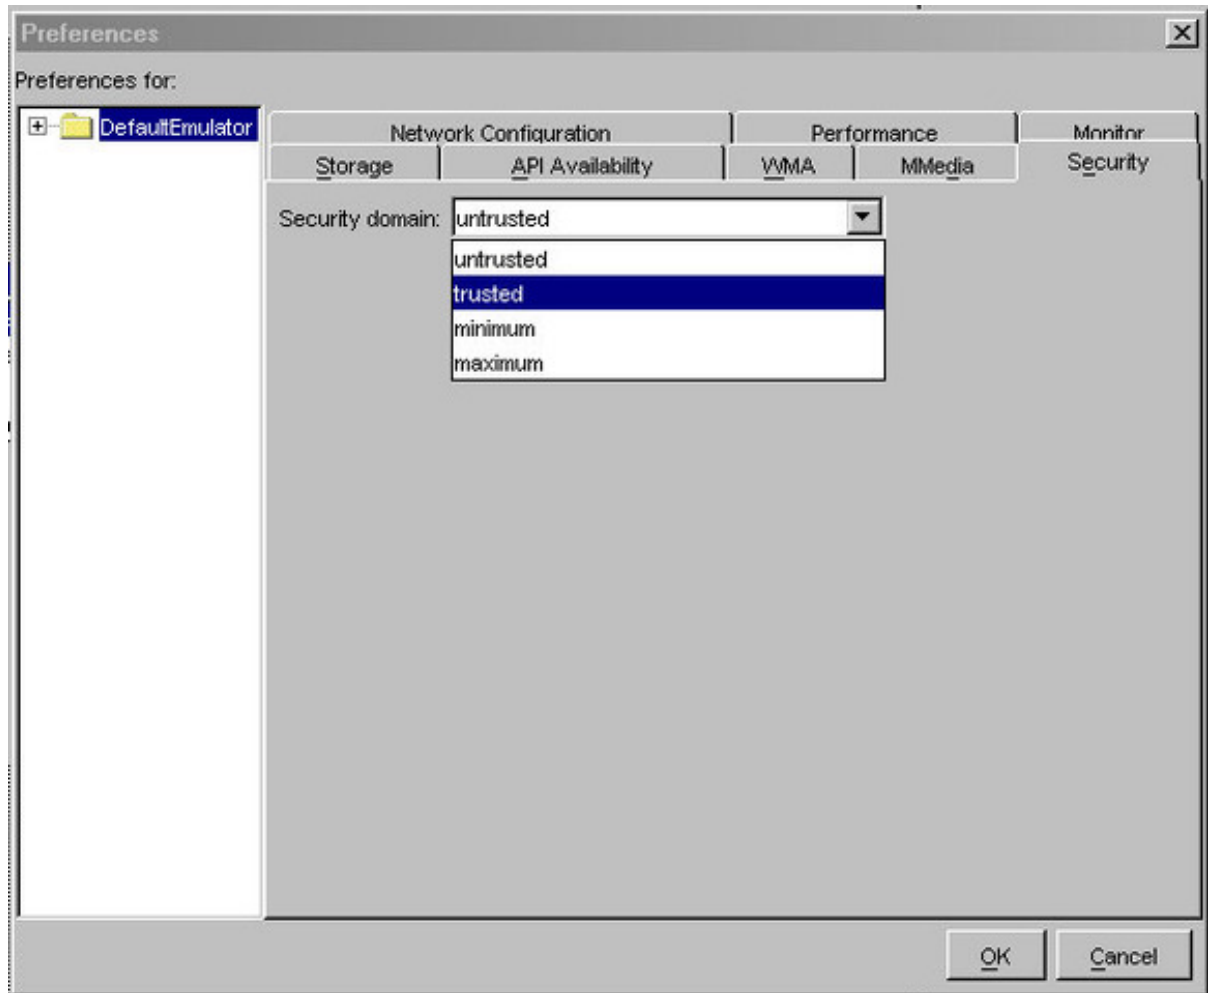 Preferences
Preferences for:
DefaultEmulator
Network Configuration Performance Monitor
Storage API Availability WMA MMedia Security
Security domain: untrusted
untrusted
trusted
minimum
maximum
OK Cancel